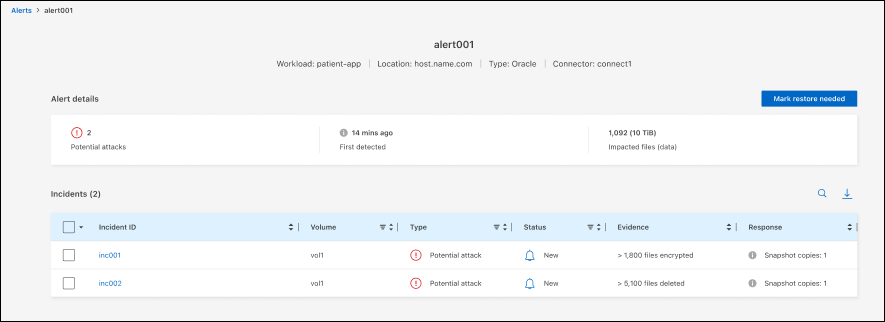 Alerts > alert001
alert001
Workload: patient-app | Location: host.name.com | Type: Oracle | Connector: connect1
Alert details
Mark restore needed
2
Potential attacks
14 mins ago
First detected
1,092 (10 TiB)
Impacted files (data)
Incidents (2)
Incident ID Volume Type Status Evidence Response
inc001 vol1 Potential attack New > 1,800 files encrypted Snapshot copies: 1
inc002 vol1 Potential attack New > 5,100 files deleted Snapshot copies: 1